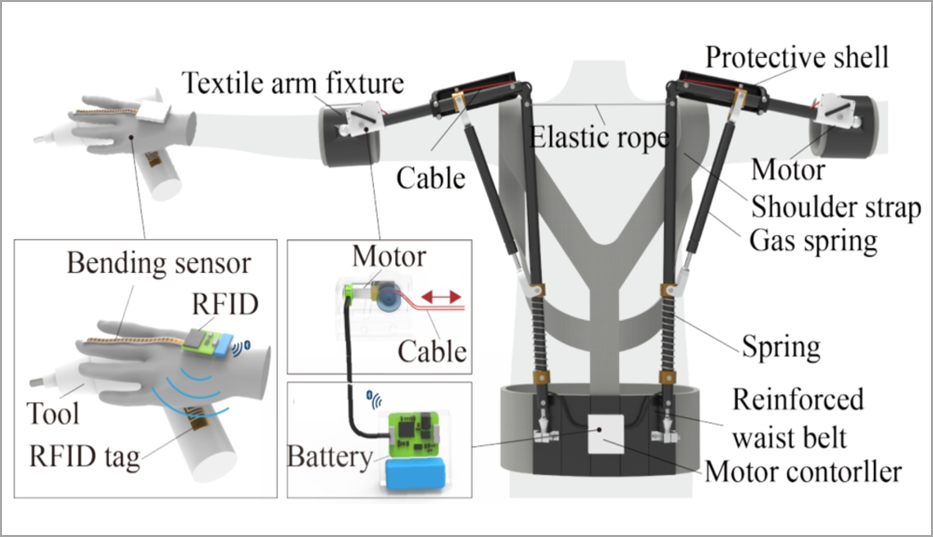 Protective shell
Textile arm fixture
Elastic rope
Cable
Motor
Shoulder strap
Gas spring
Bending sensor
RFID
Tool
RFID tag
Motor
Cable
Battery
Spring
Reinforced
waist belt
Motor contorller